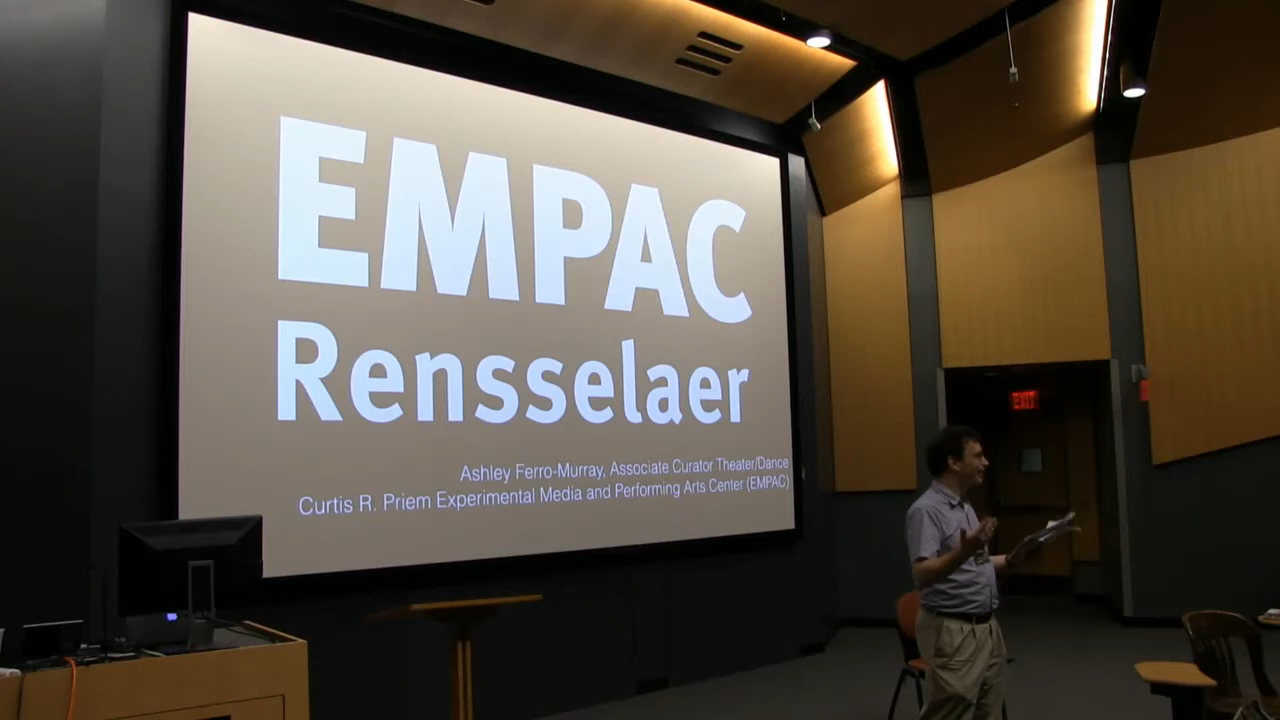 EMPAC
Rensselaer
Ashley Ferro-Murray, Associate Curator Theater/Dance
Curtis R. Priem Experimental Media and Performing Arts Center (EMPAC)
EXIT